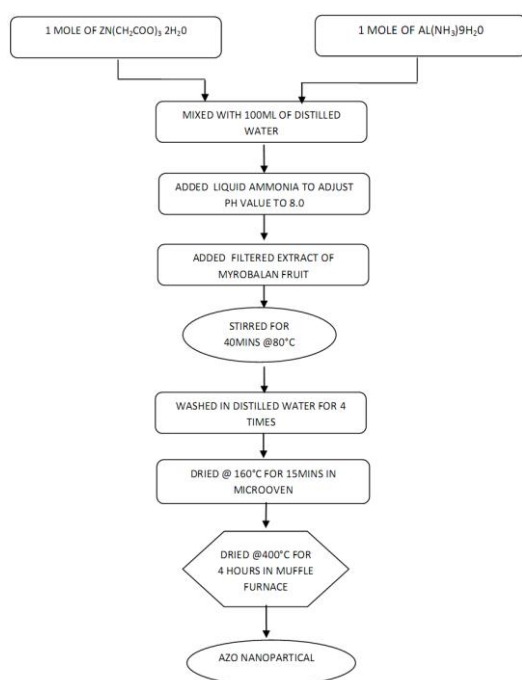 1 MOLE OF ZN(CH₂COO)₃ 2H₂0
1 MOLE OF AL(NH₃)9H₂0
MIXED WITH 100ML OF DISTILLED
WATER
ADDED LIQUID AMMONIA TO ADJUST
PH VALUE TO 8.0
ADDED FILTERED EXTRACT OF
MYROBALAN FRUIT
STIRRED FOR
40MINS @80°C
WASHED IN DISTILLED WATER FOR 4
TIMES
DRIED @ 160°C FOR 15MINS IN
MICROOVEN
DRIED @400°C FOR
4 HOURS IN MUFFLE
FURNACE
AZO NANOPARTICAL